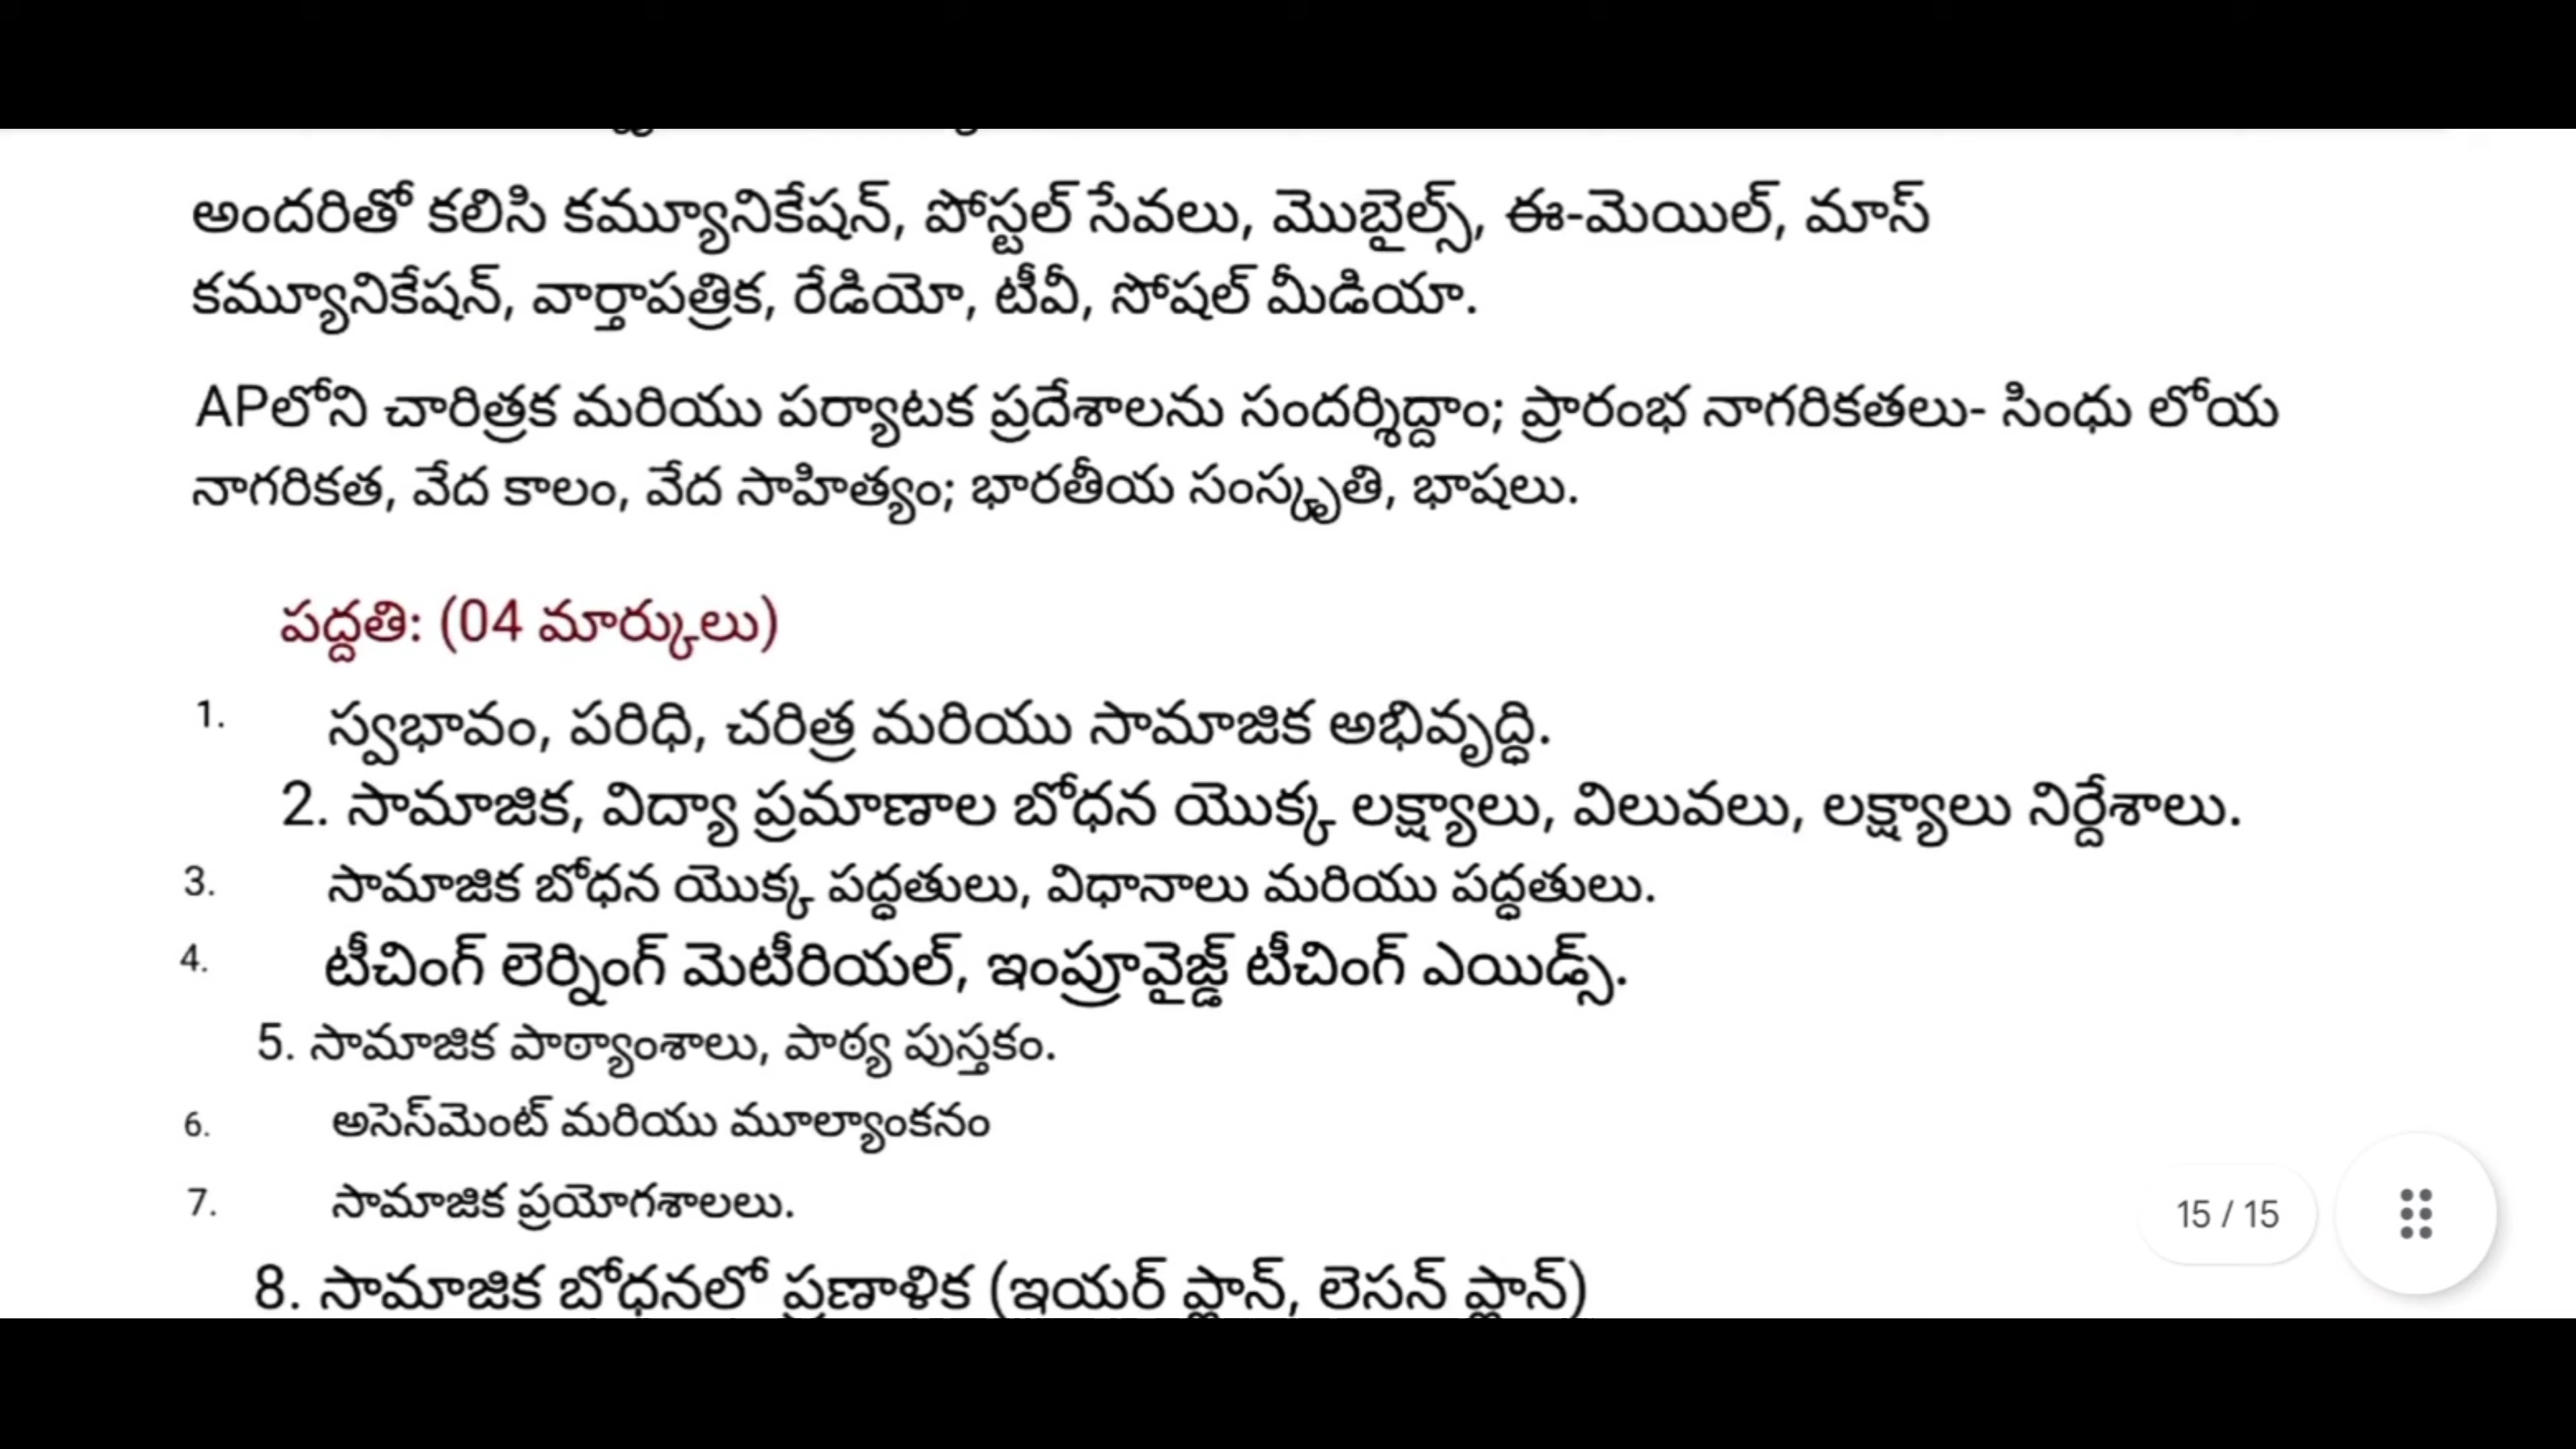 అందరితో కలిసి కమ్యూనికేషన్, పోస్టల్ సేవలు, మొబైల్స్, ఈ-మెయిల్, మాస్
కమ్యూనికేషన్, వార్తాపత్రిక, రేడియో, టీవీ, సోషల్ మీడియా.
APలోని చారిత్రక మరియు పర్యాటక ప్రదేశాలను సందర్శిద్దాం; ప్రారంభ నాగరికతలు- సింధు లోయ
నాగరికత, వేద కాలం, వేద సాహిత్యం; భారతీయ సంస్కృతి, భాషలు.
పద్దతి: (04 మార్కులు)
1. స్వభావం, పరిధి, చరిత్ర మరియు సామాజిక అభివృద్ధి.
2. సామాజిక, విద్యా ప్రమాణాల బోధన యొక్క లక్ష్యాలు, విలువలు, లక్ష్యాలు నిర్దేశాలు.
3. సామాజిక బోధన యొక్క పద్ధతులు, విధానాలు మరియు పద్ధతులు.
4. టీచింగ్ లెర్నింగ్ మెటీరియల్, ఇంప్రూవైజ్డ్ టీచింగ్ ఎయిడ్స్.
5. సామాజిక పాఠ్యాంశాలు, పాఠ్య పుస్తకం.
6. అసెస్‌మెంట్ మరియు మూల్యాంకనం
7. సామాజిక ప్రయోగశాలలు.
15 / 15
8. సామాజిక బోధనలో ప్రణాళిక (ఇయర్ ప్లాన్, లెసన్ ప్లాన్)